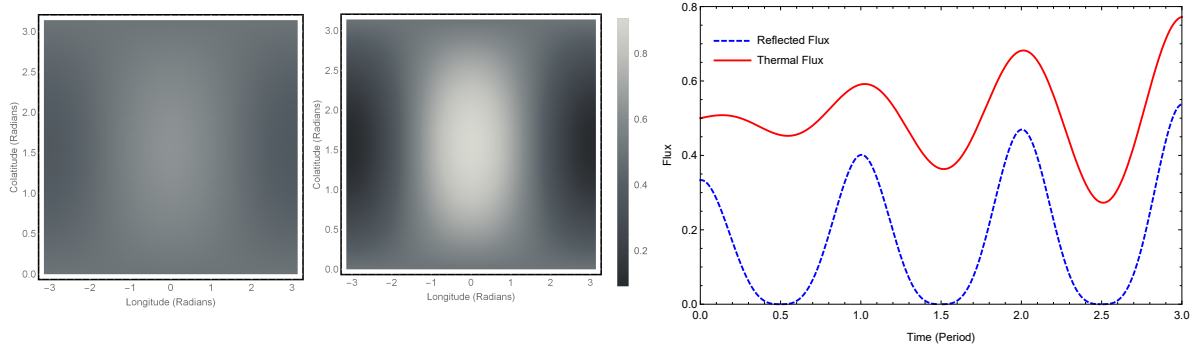 3.0
2.5
2.0
1.5
1.0
0.5
0.0
Colatitude (Radians)
−3 −2 −1 0 1 2 3
Longitude (Radians)
3.0
2.5
2.0
1.5
1.0
0.5
0.0
Colatitude (Radians)
−3 −2 −1 0 1 2 3
Longitude (Radians)
0.8
0.6
0.4
0.2
0.8
0.6
0.4
0.2
0.0
Flux
Reflected Flux
Thermal Flux
0.0 0.5 1.0 1.5 2.0 2.5 3.0
Time (Period)